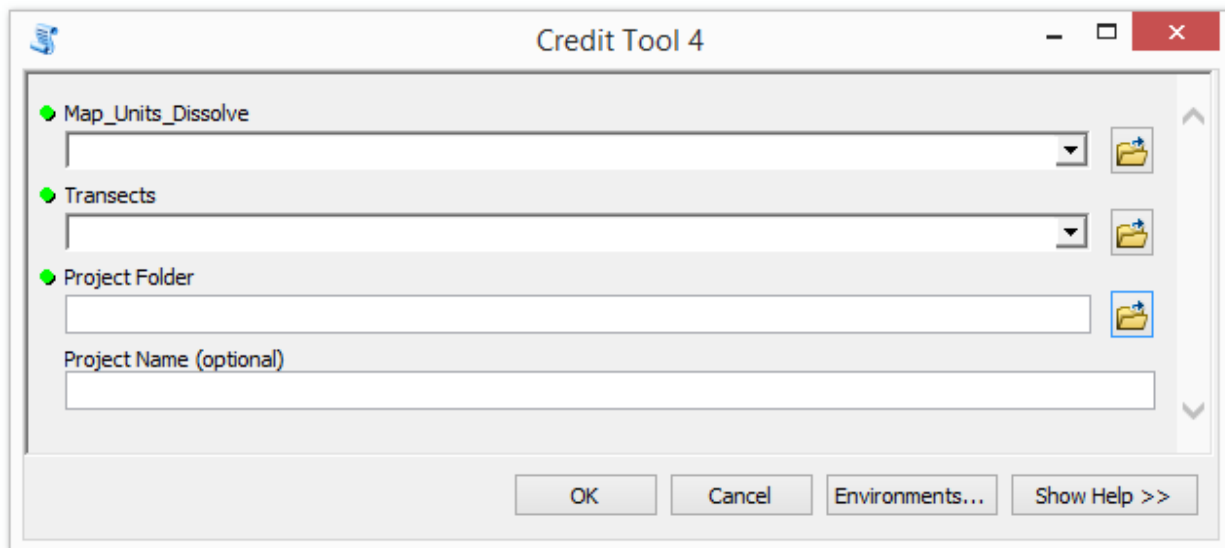 Credit Tool 4
Map_Units_Dissolve
Transects
Project Folder
Project Name (optional)
OK Cancel Environments... Show Help >>